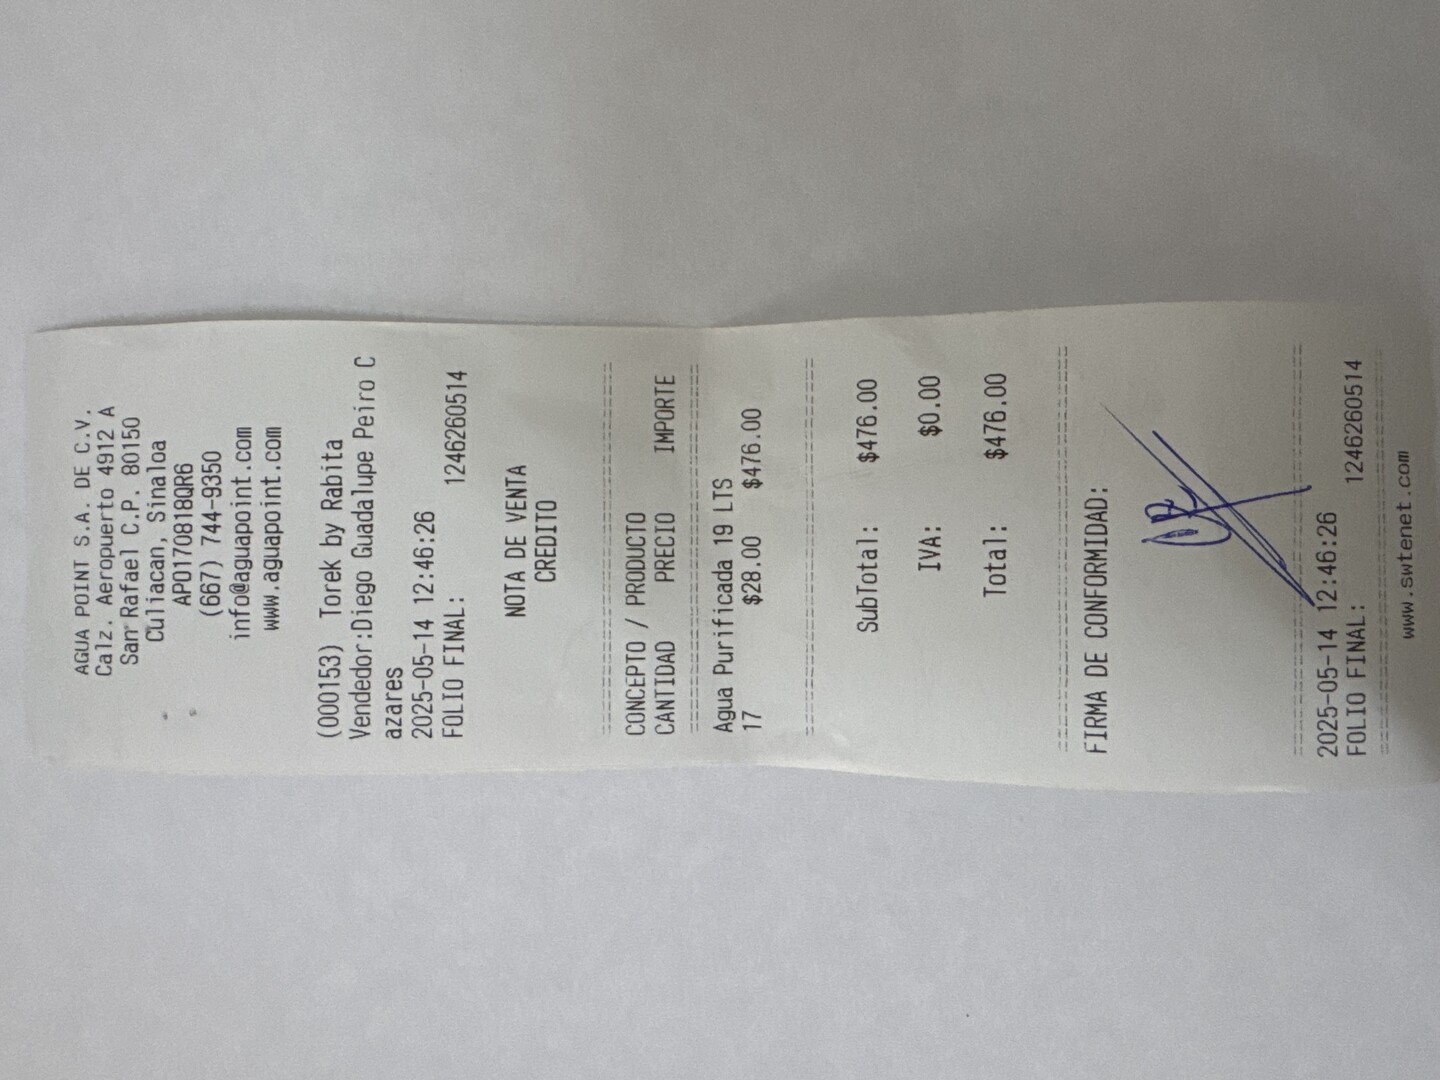 AGUA POINT S.A. DE C.V.
Calz. Aeropuerto 4912 A
San Rafael C.P. 80150
Culiacan, Sinaloa
APO170818QR6
(667) 744-9350
info@aguapoint.com
www.aguapoint.com
(000153) Torek by Rabita
Vendedor:Diego Guadalupe Peiro C
azares
2025-05-14 12:46:26
FOLIO FINAL: 1246260514
NOTA DE VENTA
CREDITO
CONCEPTO / PRODUCTO
CANTIDAD PRECIO IMPORTE
Agua Purificada 19 LTS
17 $28.00 $476.00
SubTotal: $476.00
IVA: $0.00
Total: $476.00
FIRMA DE CONFORMIDAD:
2025-05-14 12:46:26
FOLIO FINAL: 1246260514
www.swtenet.com